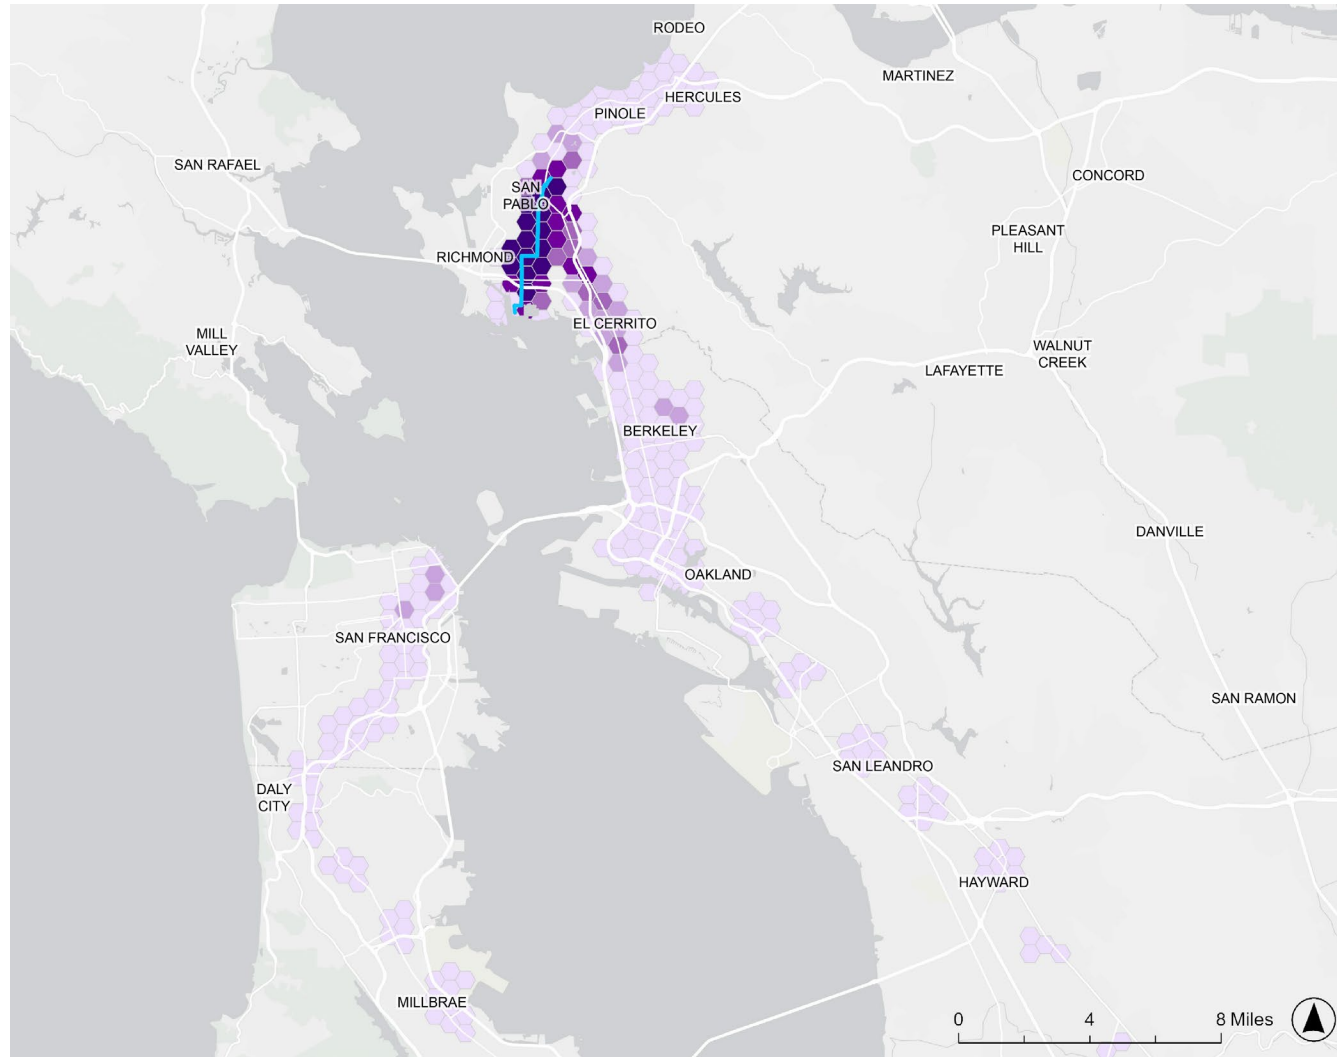 RODEO
MARTINEZ
HERCULES
PINOLE
SAN RAFAEL
CONCORD
SAN
PABLO
PLEASANT
HILL
RICHMOND
EL CERRITO
MILL
VALLEY
WALNUT
CREEK
LAFAYETTE
BERKELEY
DANVILLE
OAKLAND
SAN FRANCISCO
SAN RAMON
SAN LEANDRO
DALY
CITY
HAYWARD
MILLBRAE
0 4 8 Miles